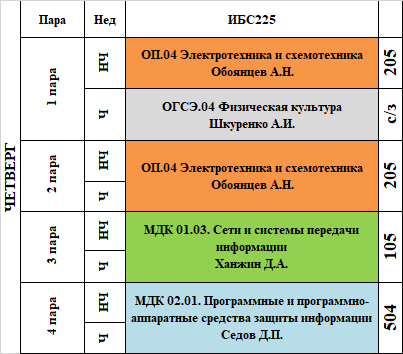 Пара Нед ИБС225
ЧЕТВЕРГ
1 пара
НЧ
ОП.04 Электротехника и схемотехника
Обоянцев А.Н.
205
Ч
ОГСЭ.04 Физическая культура
Шкуренко А.И.
с/з
2 пара
НЧ
Ч
ОП.04 Электротехника и схемотехника
Обоянцев А.Н.
205
3 пара
НЧ
Ч
МДК 01.03. Сети и системы передачи
информации
Ханжин Д.А.
105
4 пара
НЧ
Ч
МДК 02.01. Программные и программно-
аппаратные средства защиты информации
Седов Д.П.
504